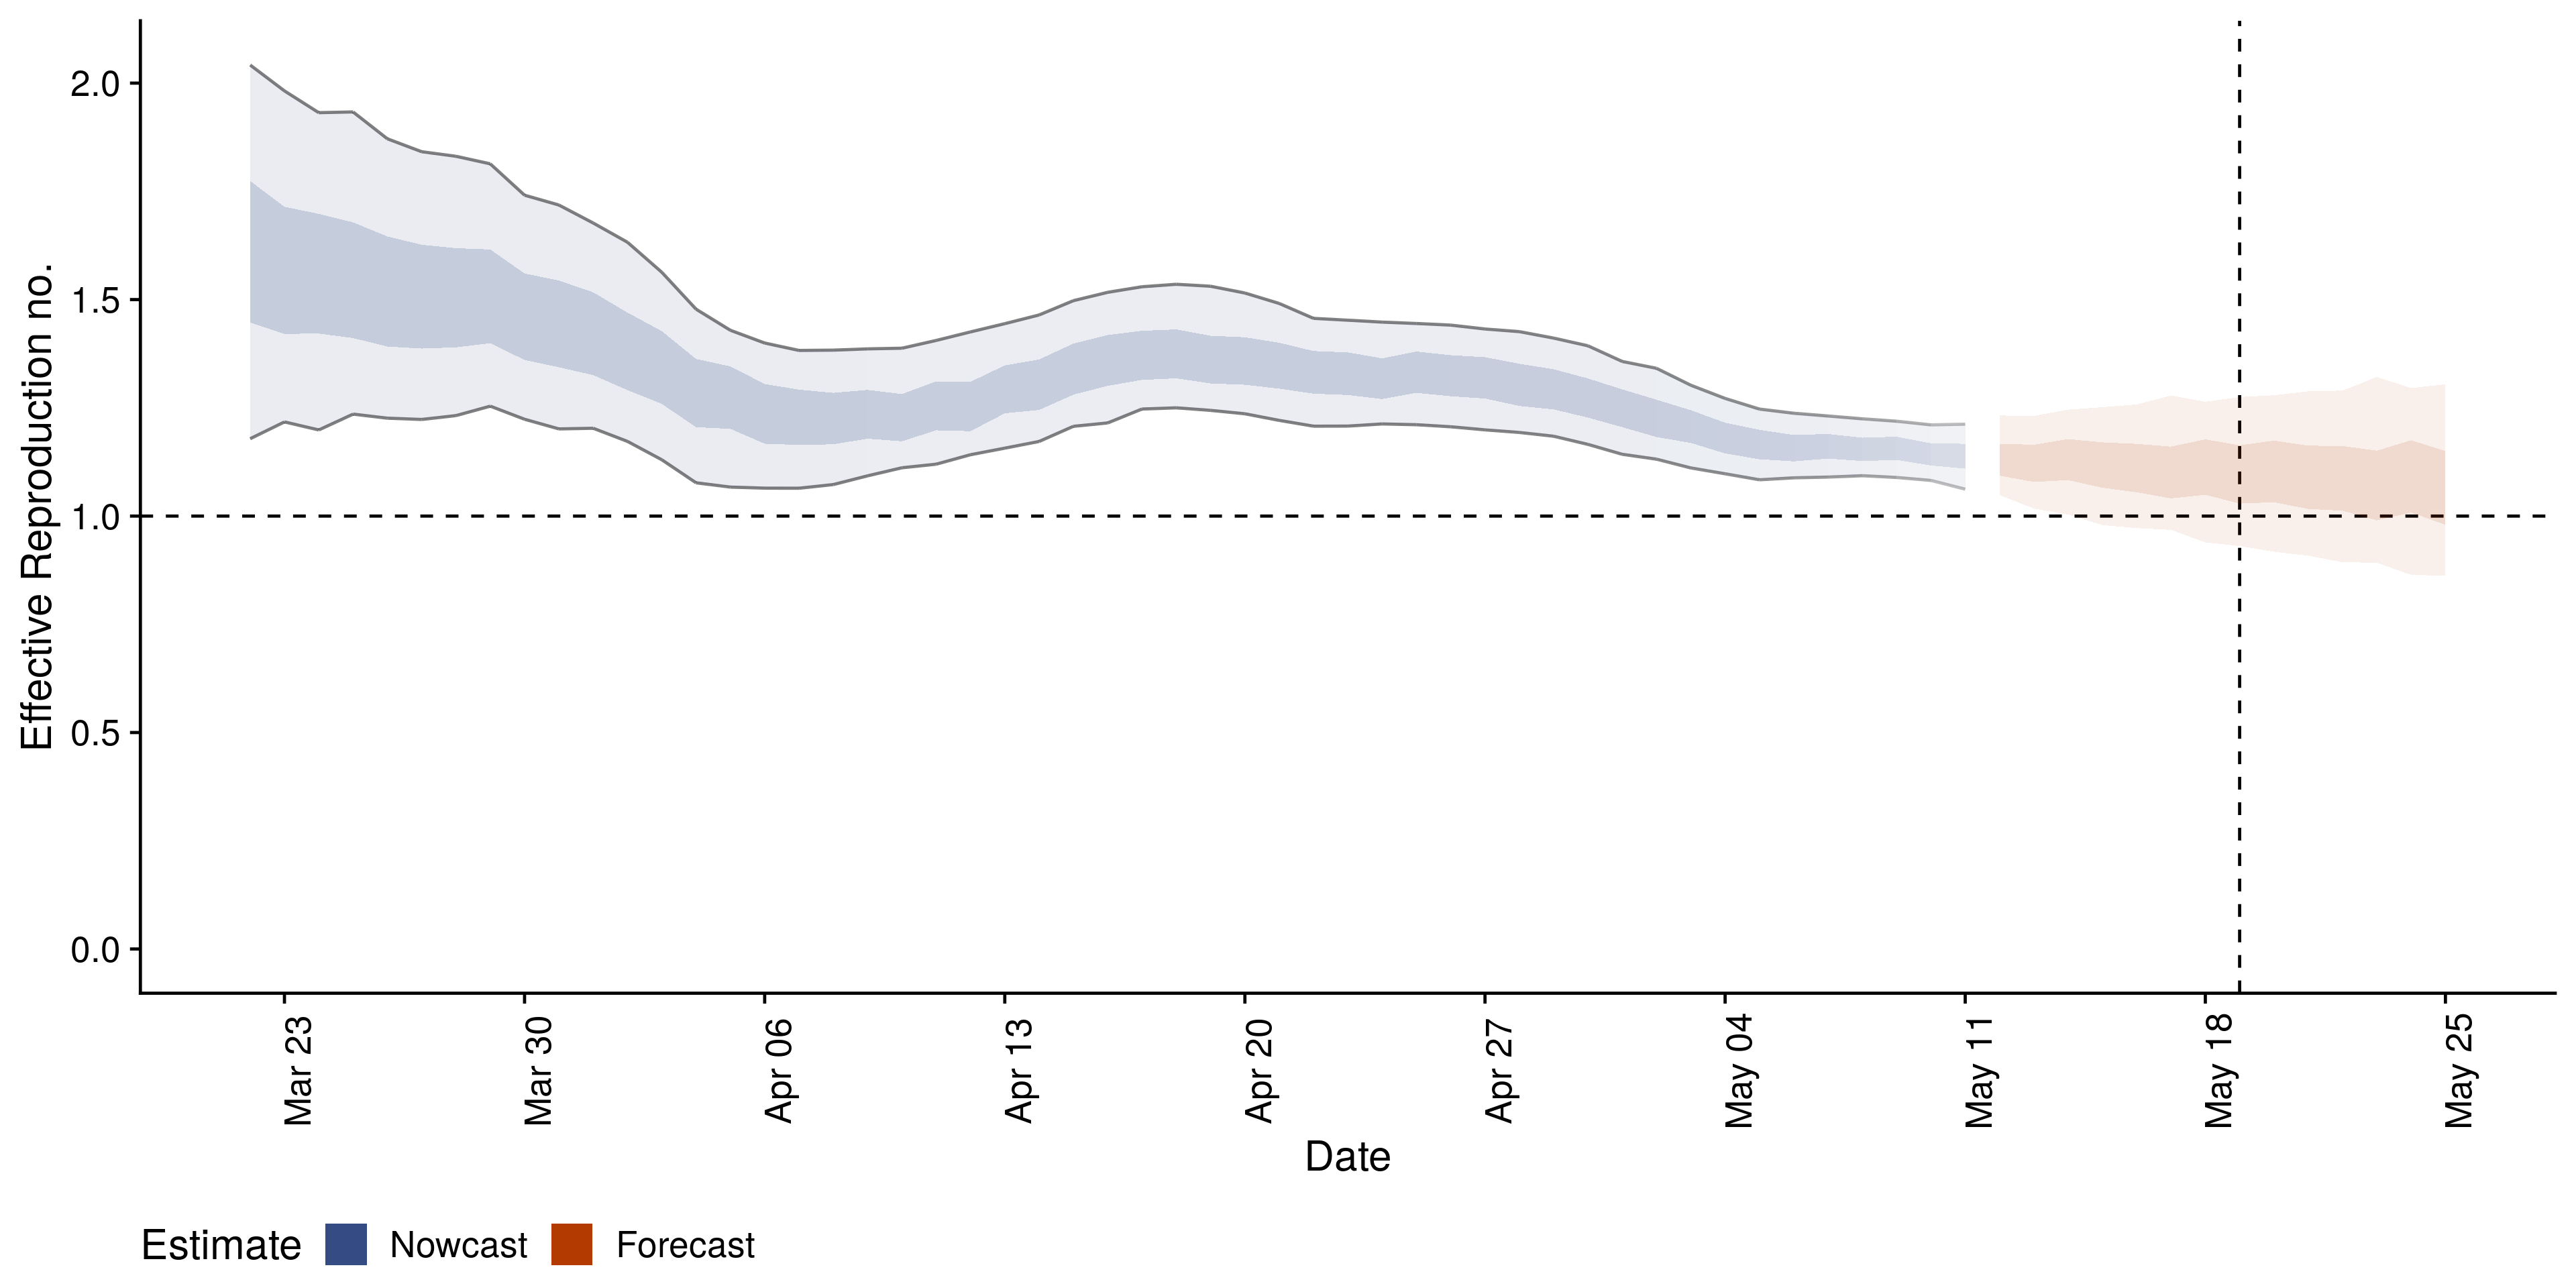 Effective Reproduction no.
2.0
1.5
1.0
0.5
0.0
Mar 23
Mar 30
Apr 06
Apr 13
Apr 20
Apr 27
May 04
May 11
May 18
May 25
Date
Estimate Nowcast Forecast